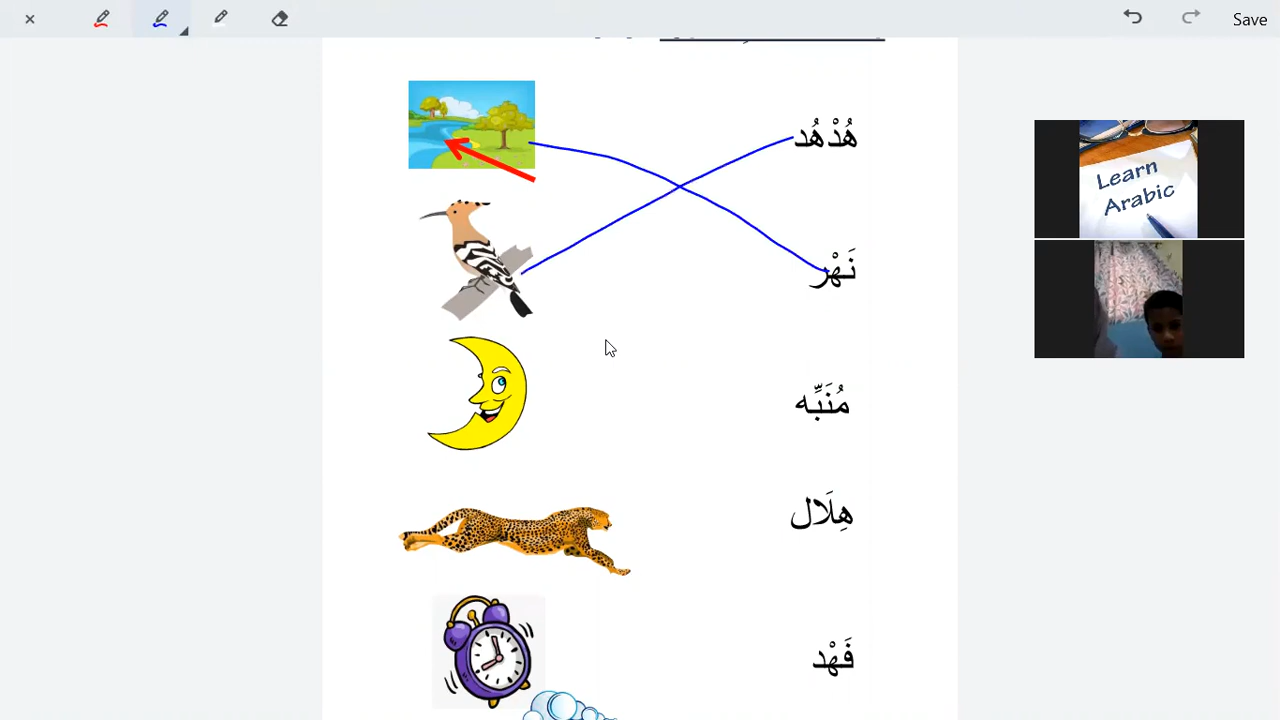 Save
هُدْهُد
نَهْر
مُنَبِّه
هِلَال
فَهْد
Learn
Arabic